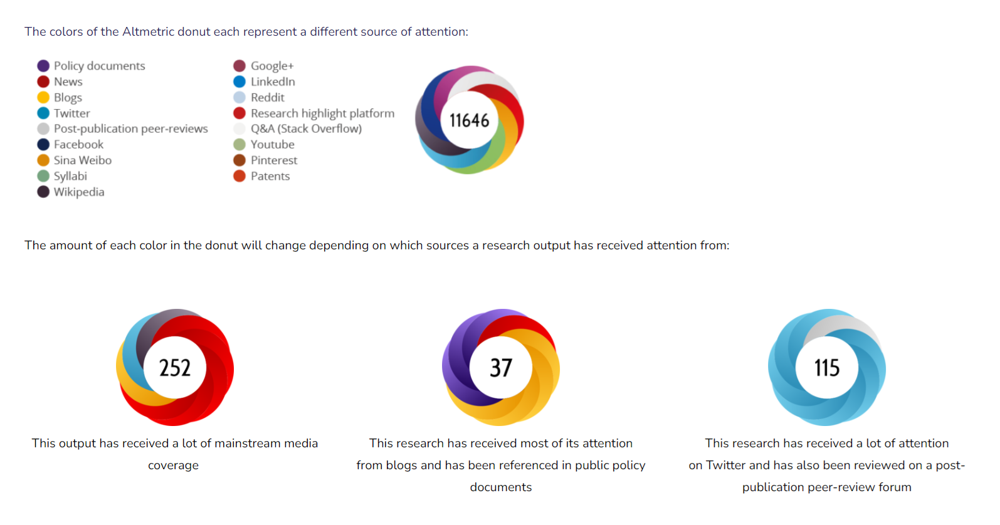 The colors of the Altmetric donut each represent a different source of attention:
Policy documents
News
Blogs
Twitter
Post-publication peer-reviews
Facebook
Sina Weibo
Syllabi
Wikipedia
Google+
LinkedIn
Reddit
Research highlight platform
Q&A (Stack Overflow)
Youtube
Pinterest
Patents
11646
The amount of each color in the donut will change depending on which sources a research output has received attention from:
252
This output has received a lot of mainstream media
coverage
37
This research has received most of its attention
from blogs and has been referenced in public policy
documents
115
This research has received a lot of attention
on Twitter and has also been reviewed on a post-
publication peer-review forum